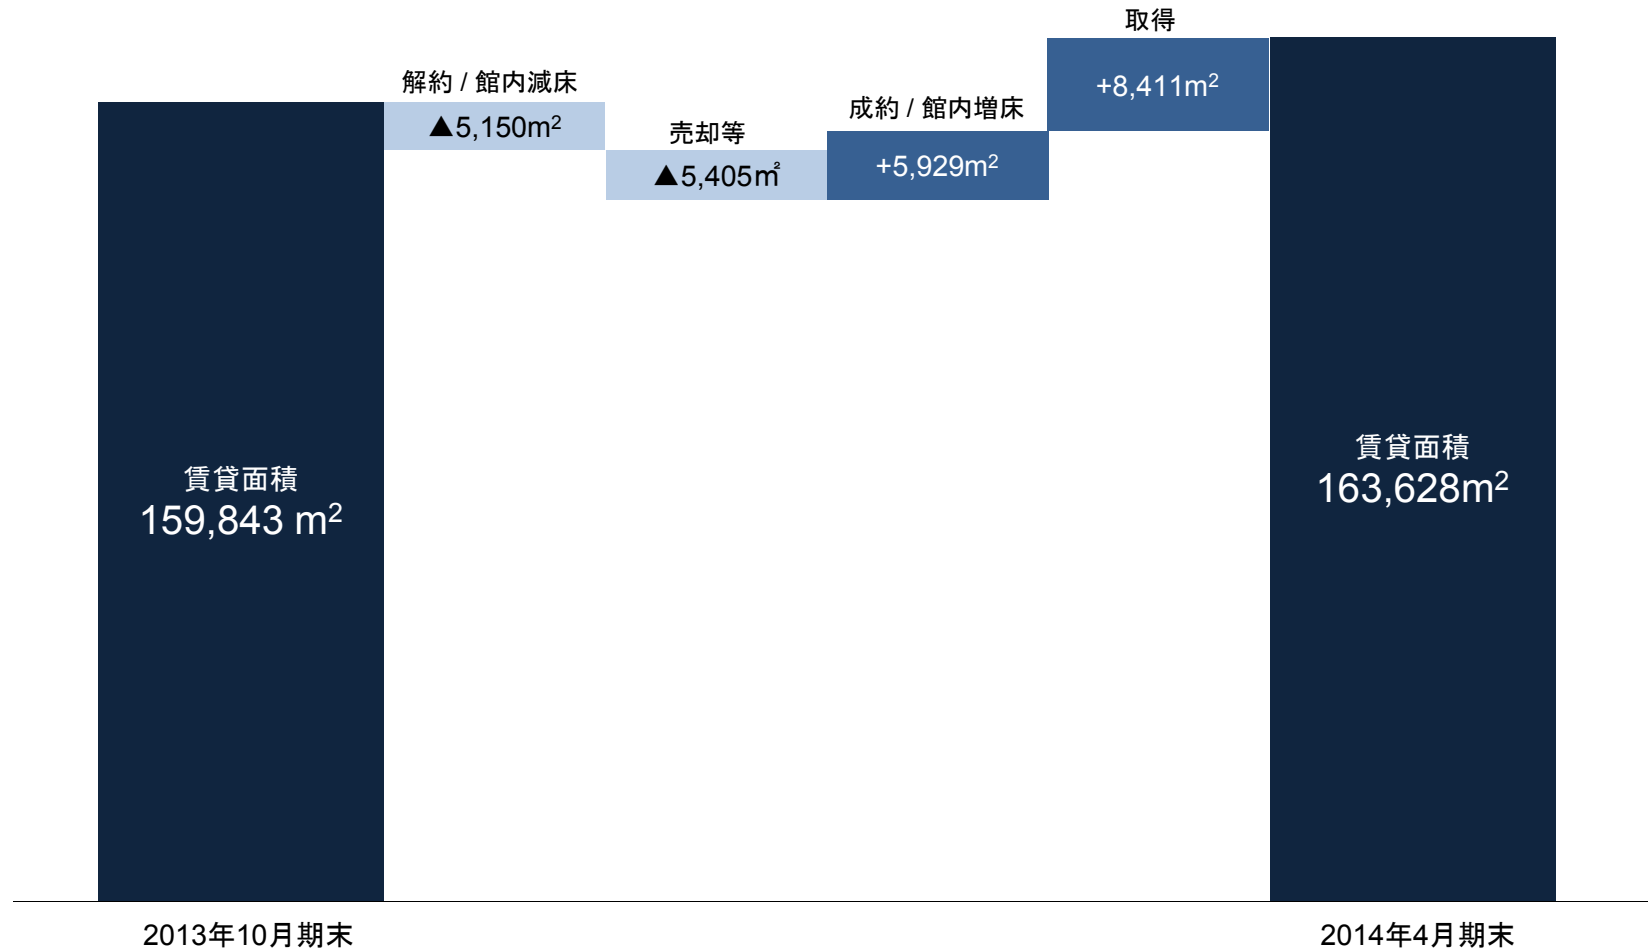 取得
+8,411m²
解約 / 館内減床
▲5,150m²
成約 / 館内増床
+5,929m²
売却等
▲5,405㎡
賃貸面積
159,843 m²
賃貸面積
163,628m²
2013年10月期末
2014年4月期末